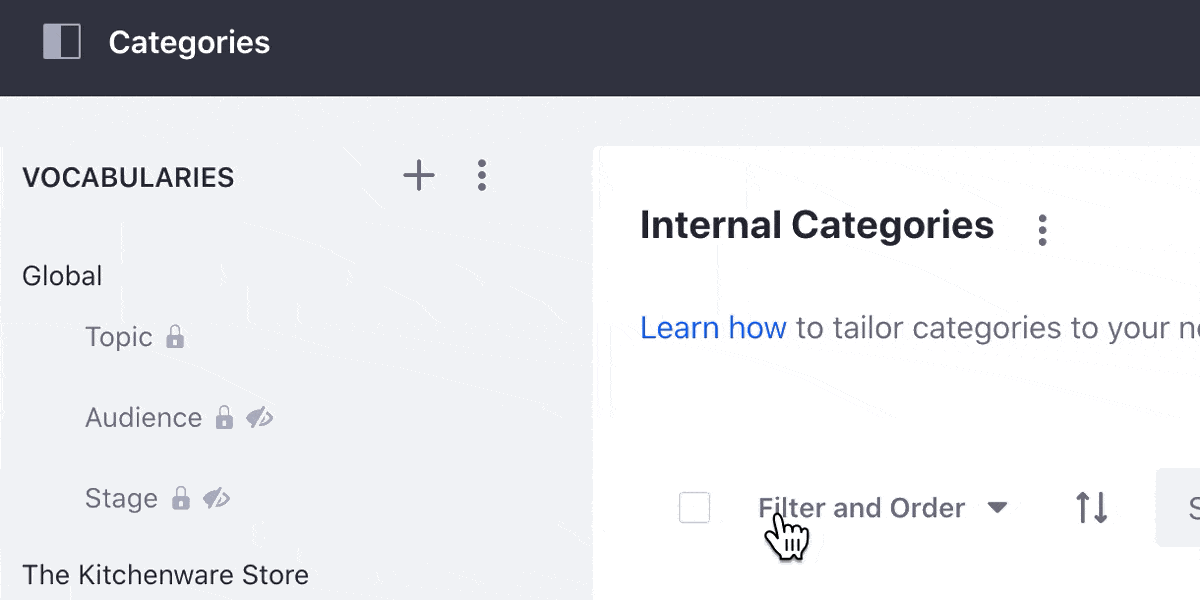 Categories
VOCABULARIES
Global
Topic
Audience
Stage
The Kitchenware Store
Internal Categories
Learn how to tailor categories to your
Filter and Order